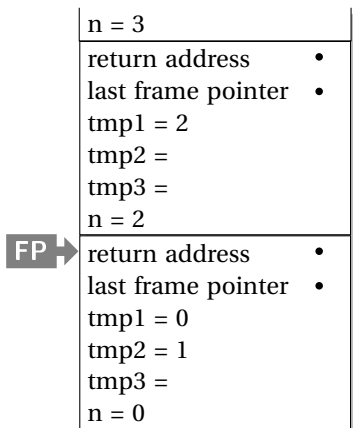 n = 3
return address •
last frame pointer •
tmp1 = 2
tmp2 =
tmp3 =
n = 2
FP
return address •
last frame pointer •
tmp1 = 0
tmp2 = 1
tmp3 =
n = 0